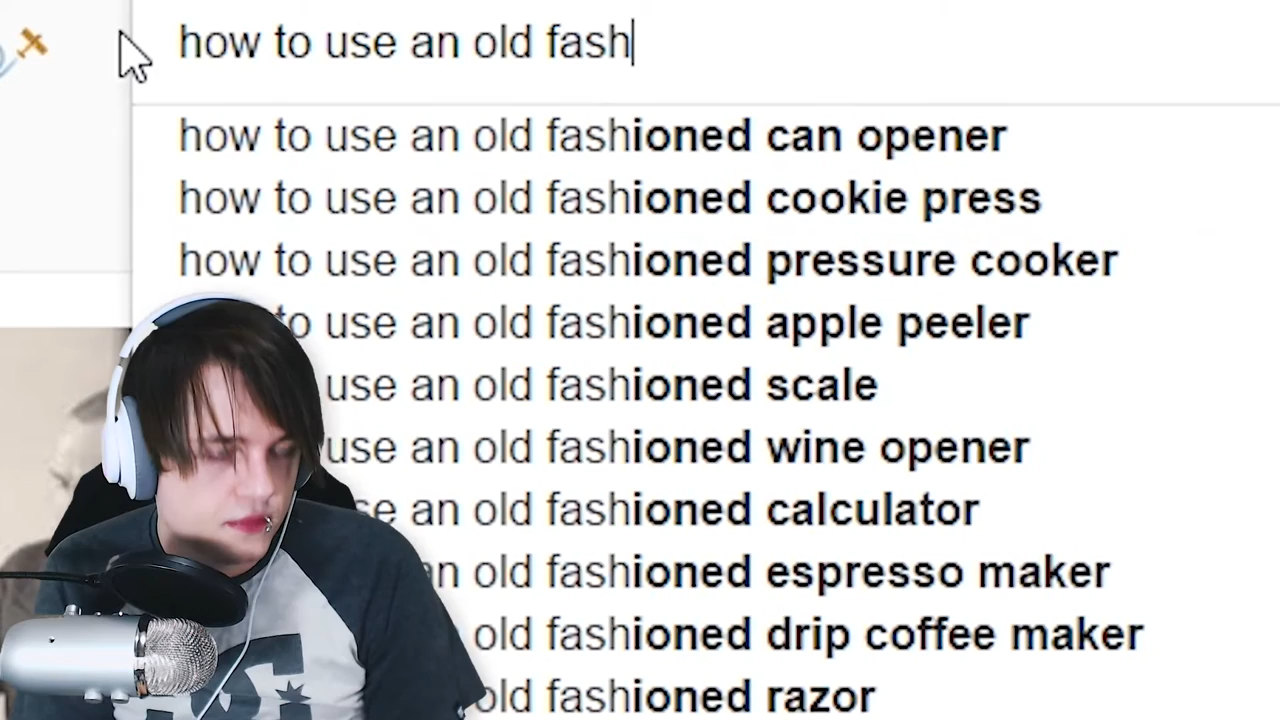 how to use an old fash
how to use an old fashioned can opener
how to use an old fashioned cookie press
how to use an old fashioned pressure cooker
to use an old fashioned apple peeler
use an old fashioned scale
use an old fashioned wine opener
se an old fashioned calculator
an old fashioned espresso maker
old fashioned drip coffee maker
old fashioned razor